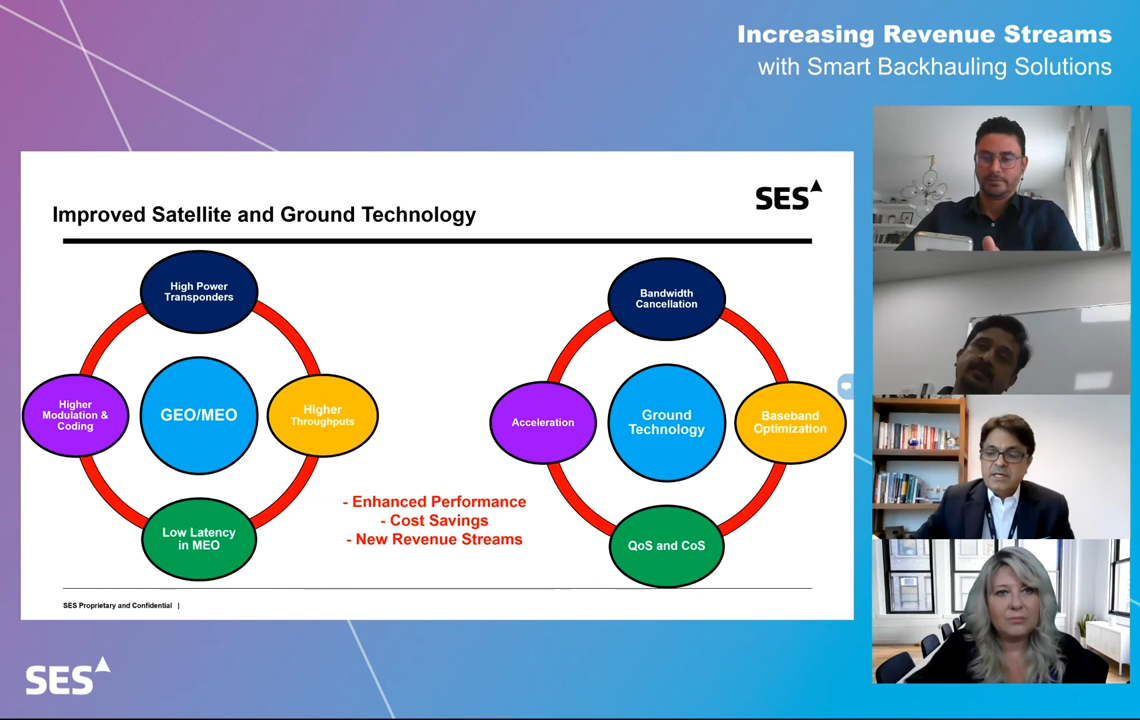 Increasing Revenue Streams
with Smart Backhauling Solutions
SES
Improved Satellite and Ground Technology
High Power
Transponders
Higher
Modulation &
Coding
GEO/MEO
Higher
Throughputs
Low Latency
in MEO
Bandwidth
Cancellation
Acceleration
Ground
Technology
Baseband
Optimization
QoS and CoS
- Enhanced Performance
- Cost Savings
- New Revenue Streams
SES Proprietary and Confidential |
SES